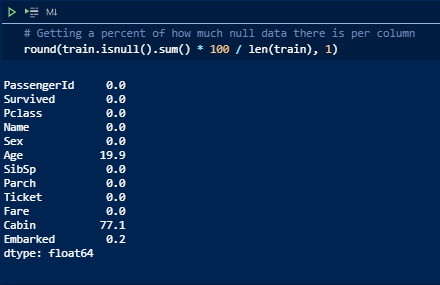 M↓
# Getting a percent of how much null data there is per column
round(train.isnull().sum() * 100 / len(train), 1)
PassengerId 0.0
Survived 0.0
Pclass 0.0
Name 0.0
Sex 0.0
Age 19.9
SibSp 0.0
Parch 0.0
Ticket 0.0
Fare 0.0
Cabin 77.1
Embarked 0.2
dtype: float64